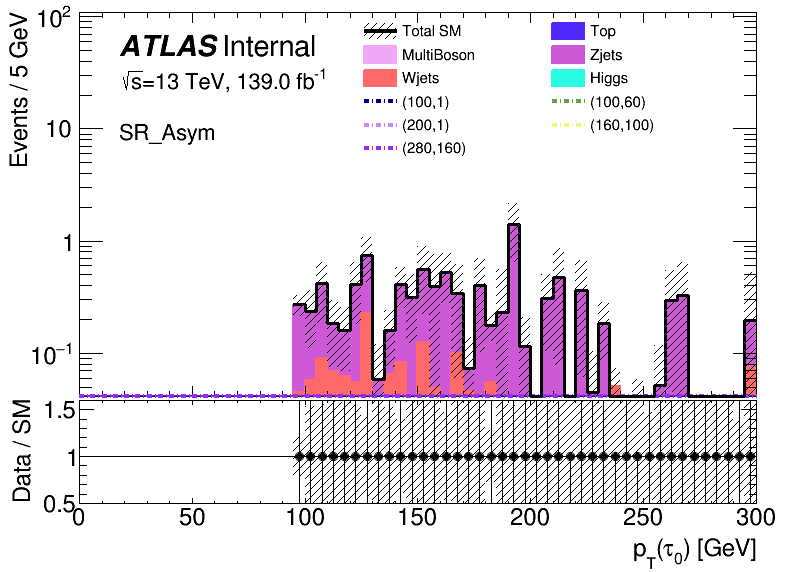 10²
10
1
10⁻¹
Events / 5 GeV
ATLAS Internal
√s=13 TeV, 139.0 fb⁻¹
SR_Asym
Total SM
Top
MultiBoson
Zjets
Wjets
Higgs
(100,1)
(100,60)
(200,1)
(160,100)
(280,160)
1.5
1
0.5
Data / SM
0 50 100 150 200 250 300
p_T(τ₀) [GeV]